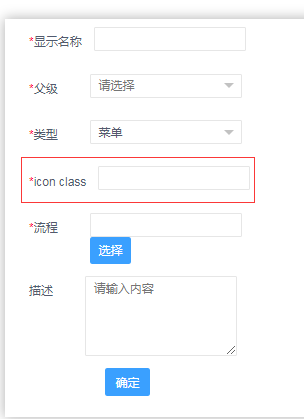 *显示名称
*父级 请选择
*类型 菜单
*icon class
*流程
选择
描述 请输入内容
确定